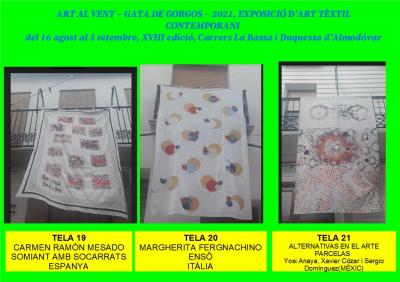 ART AL VENT – GATA DE GORGOS – 2021, EXPOSICIÓ D'ART TÈXTIL
CONTEMPORANI
del 16 agost al 5 setembre, XVIII edició, Carrers La Bassa i Duquessa d'Almodóvar
TELA 19
CARMEN RAMÓN MESADO
SOMIANT AMB SOCARRATS
ESPANYA
TELA 20
MARGHERITA FERGNACHINO
ENSÒ
ITÀLIA
TELA 21
ALTERNATIVAS EN EL ARTE
PARCELAS
Yosi Anaya, Xavier Cózar i Sergio
Domínguez(MÈXIC)